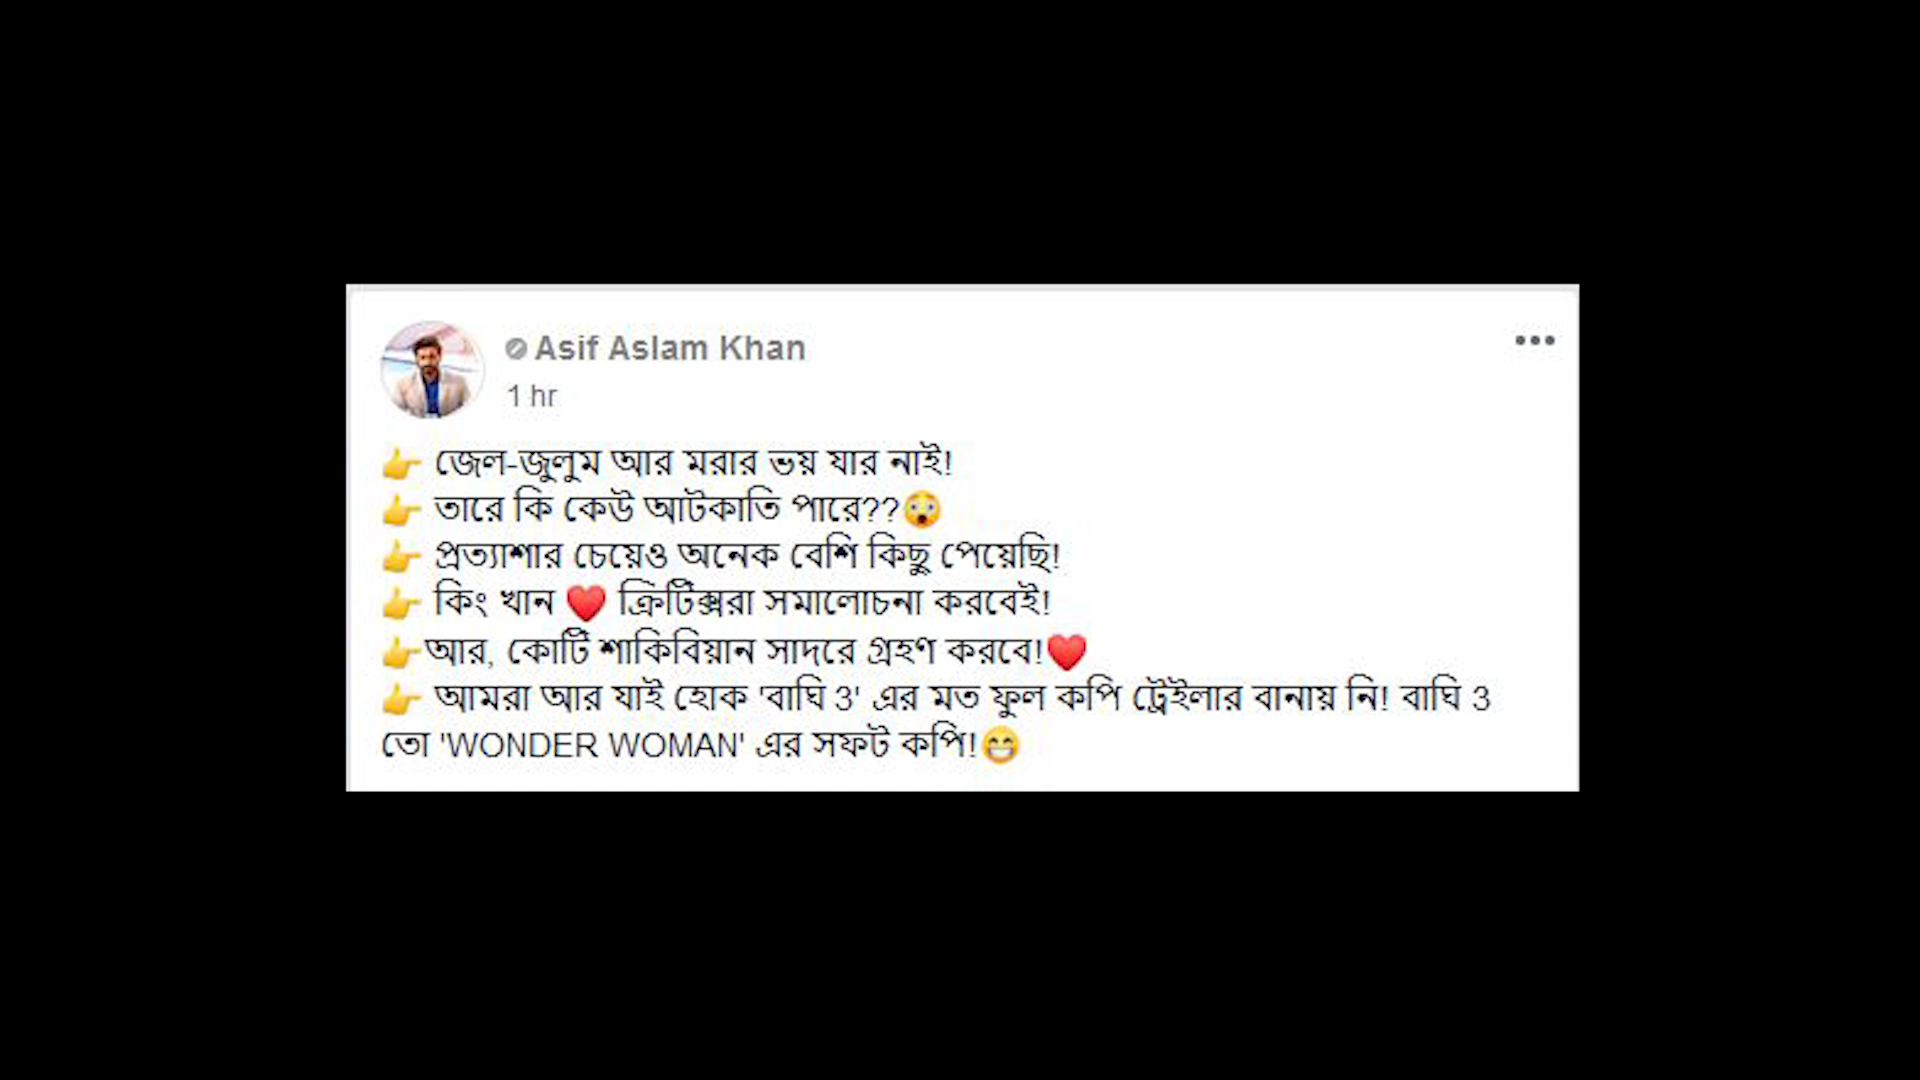 Asif Aslam Khan
1 hr
👉 জেল-জুলুম আর মরার ভয় যার নাই!
👉 তারে কি কেউ আটকাতি পারে??😲
👉 প্রত্যাশার চেয়েও অনেক বেশি কিছু পেয়েছি!
👉 কিং খান ♥ ক্রিটিক্সরা সমালোচনা করবেই!
👉আর, কোটি শাকিবিয়ান সাদরে গ্রহণ করবে!♥
👉 আমরা আর যাই হোক 'বাঘি 3' এর মত ফুল কপি ট্রেইলার বানায় নি! বাঘি 3
তো 'WONDER WOMAN' এর সফট কপি!😁